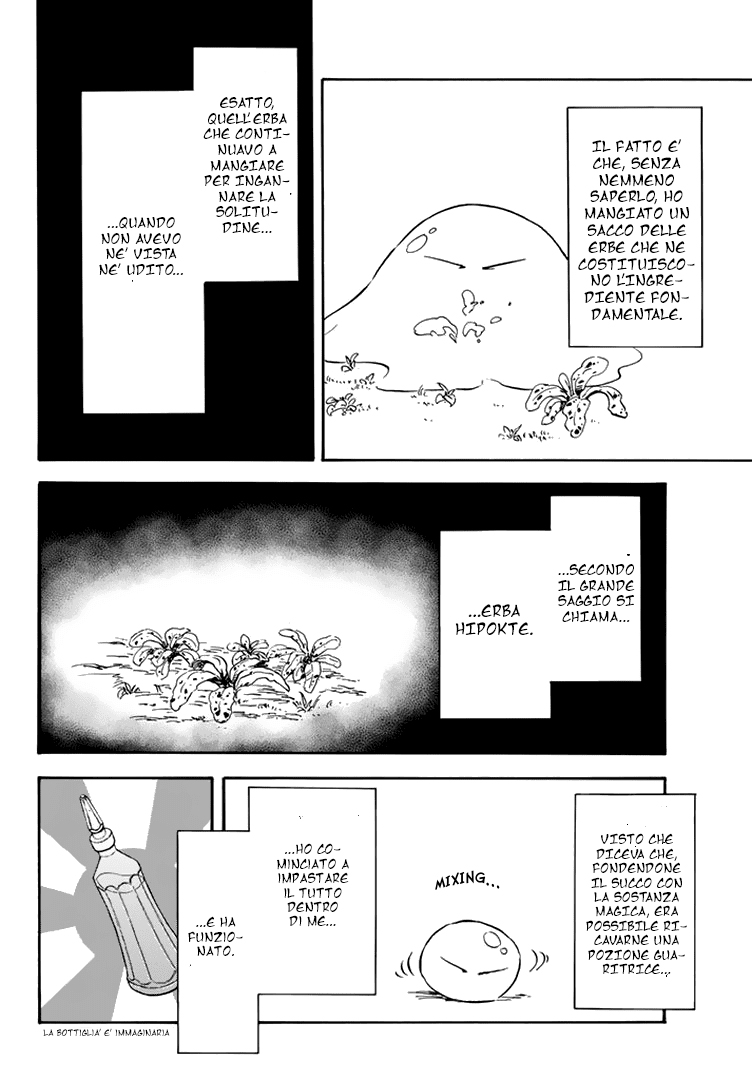 IL FATTO E'
CHE, SENZA
NEMMENO
SAPERLO, HO
MANGIATO UN
SACCO DELLE
ERBE CHE NE
COSTITUISCO-
NO L'INGRE-
DIENTE FON-
DAMENTALE.
ESATTO,
QUELL'ERBA
CHE CONTI-
NUAVO A
MANGIARE
PER INGAN-
NARE LA
SOLITU-
DINE...
...QUANDO
NON AVEVO
NE' VISTA
NE' UDITO...
...SECONDO
IL GRANDE
SAGGIO SI
CHIAMA...
...ERBA
HIPOKTE.
VISTO CHE
DICEVA CHE,
FONDENDONE
IL SUCCO CON
LA SOSTANZA
MAGICA, ERA
POSSIBILE RI-
CAVARNE UNA
POZIONE GUA-
RITRICE...
MIXING...
...HO CO-
MINCIATO A
IMPASTARE
IL TUTTO
DENTRO
DI ME...
...E HA
FUNZIO-
NATO.
LA BOTTIGLIA' E' IMMAGINARIA